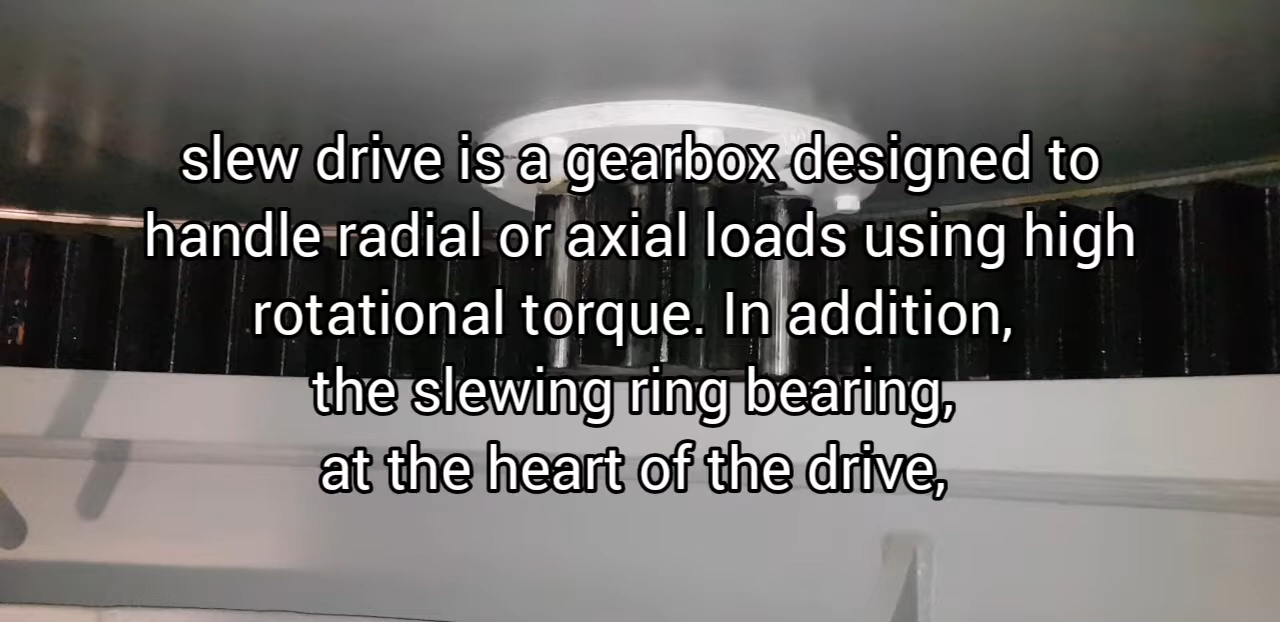 slew drive is a gearbox designed to
handle radial or axial loads using high
rotational torque. In addition,
the slewing ring bearing,
at the heart of the drive,